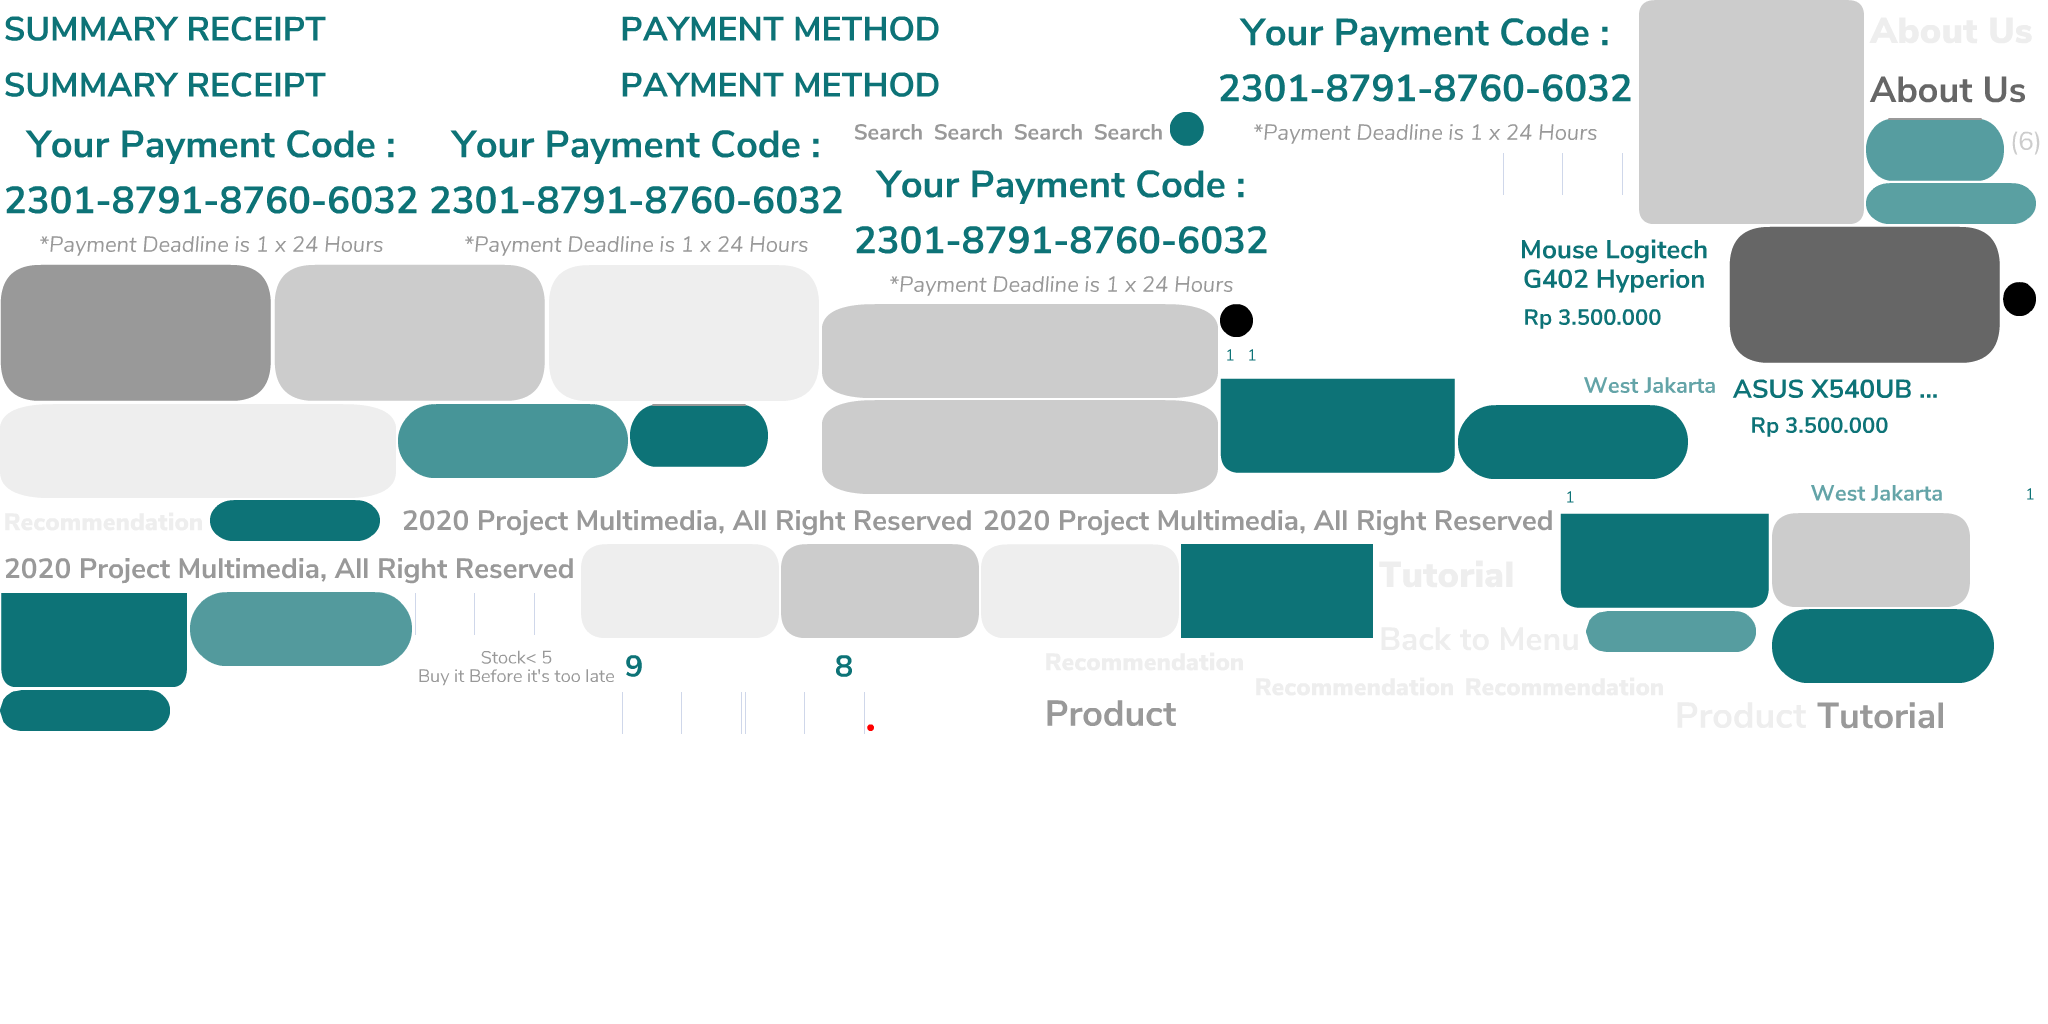 SUMMARY RECEIPT
PAYMENT METHOD
Your Payment Code :
About Us
SUMMARY RECEIPT
PAYMENT METHOD
2301-8791-8760-6032
About Us
Your Payment Code :
Your Payment Code :
Search Search Search Search
*Payment Deadline is 1 x 24 Hours
(6)
2301-8791-8760-6032
2301-8791-8760-6032
Your Payment Code :
*Payment Deadline is 1 x 24 Hours
*Payment Deadline is 1 x 24 Hours
2301-8791-8760-6032
*Payment Deadline is 1 x 24 Hours
Mouse Logitech
G402 Hyperion
Rp 3.500.000
1 1
West Jakarta
ASUS X540UB ...
Rp 3.500.000
West Jakarta
1
1
Recommendation
2020 Project Multimedia, All Right Reserved
2020 Project Multimedia, All Right Reserved
2020 Project Multimedia, All Right Reserved
Tutorial
Back to Menu
Stock< 5
Buy it Before it's too late
9
8
Recommendation
Recommendation
Recommendation
Product
Product
Tutorial